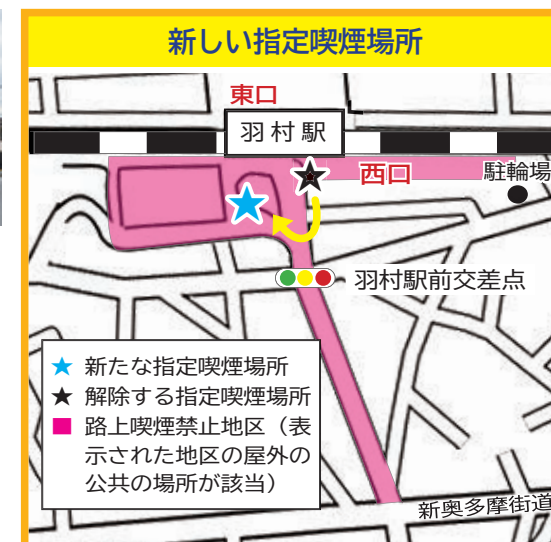 新しい指定喫煙場所
東口
羽村駅
西口
駐輪場
羽村駅前交差点
★ 新たな指定喫煙場所
★ 解除する指定喫煙場所
■ 路上喫煙禁止地区（表
示された地区の屋外の
公共の場所が該当）
新奥多摩街道